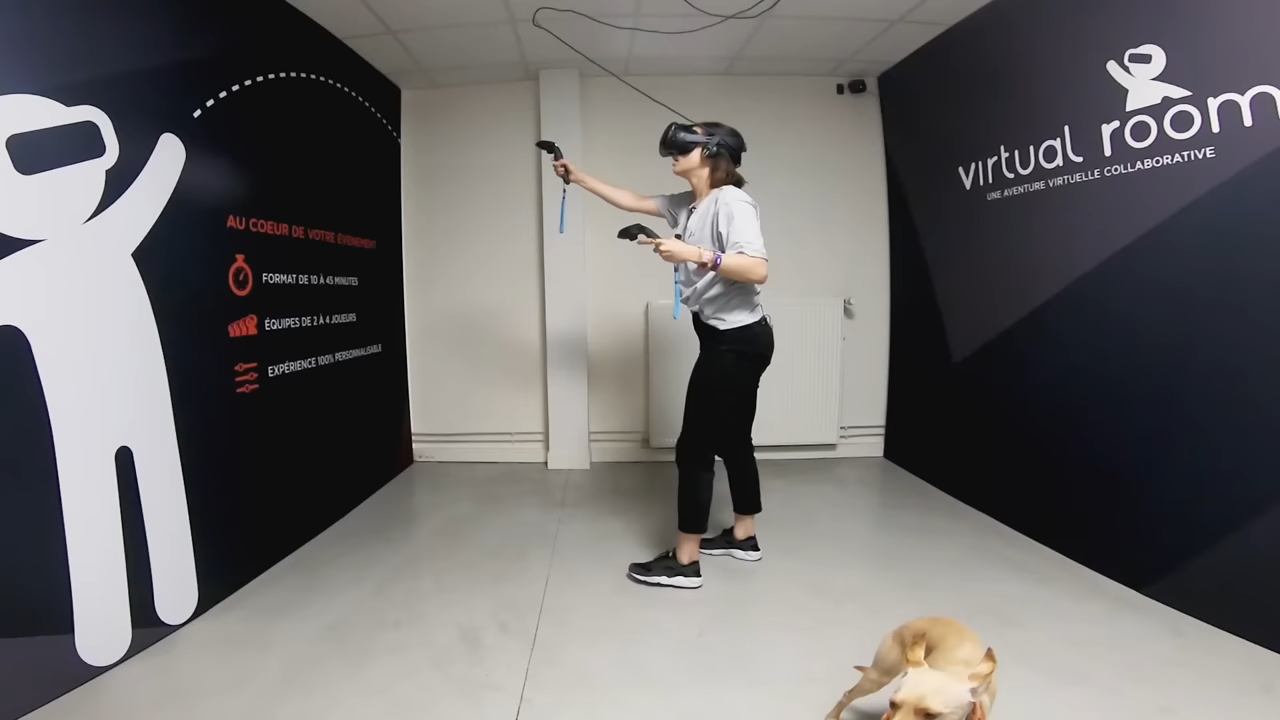 AU COEUR DE VOTRE ÉVÉNEMENT
FORMAT DE 10 À 45 MINUTES
ÉQUIPES DE 2 À 4 JOUEURS
EXPÉRIENCE 100% PERSONNALISABLE
virtual room
UNE AVENTURE VIRTUELLE COLLABORATIVE